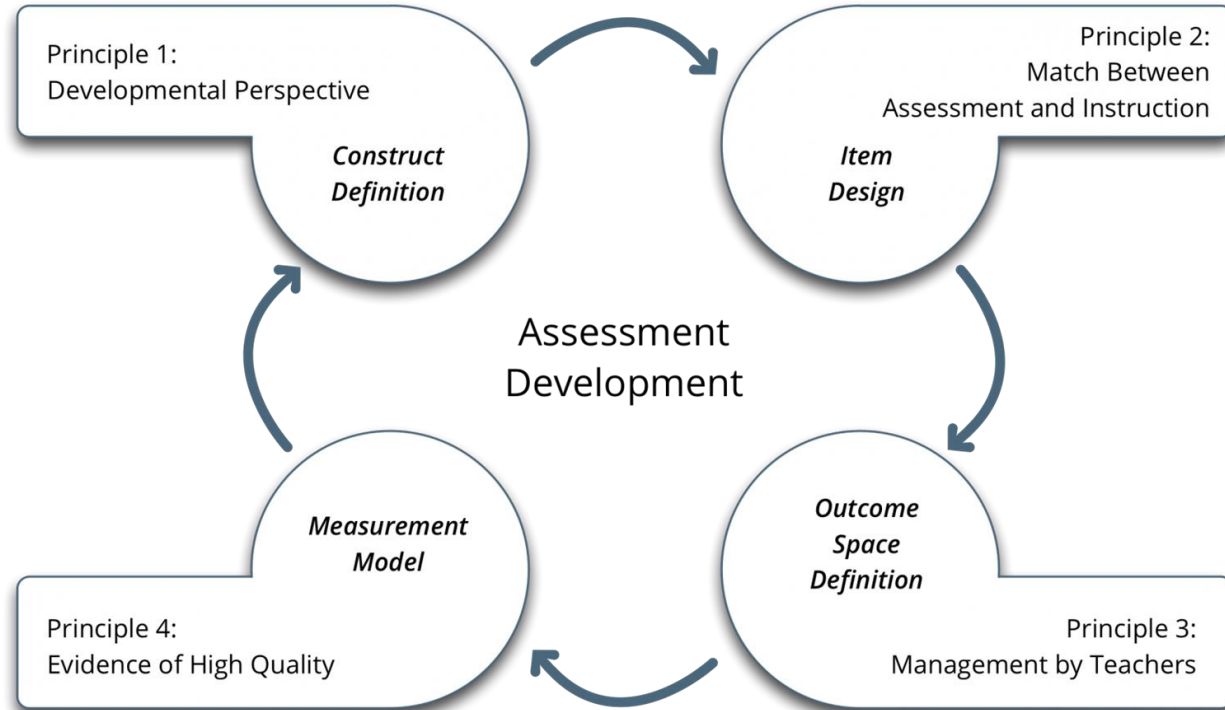 Principle 1:
Developmental Perspective
Construct
Definition
Principle 2:
Match Between
Assessment and Instruction
Item
Design
Assessment
Development
Measurement
Model
Principle 4:
Evidence of High Quality
Outcome
Space
Definition
Principle 3:
Management by Teachers